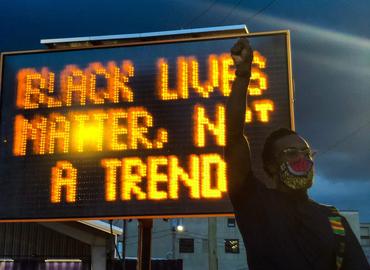 BLACK LIVES
MATTER, NOT
A TREND